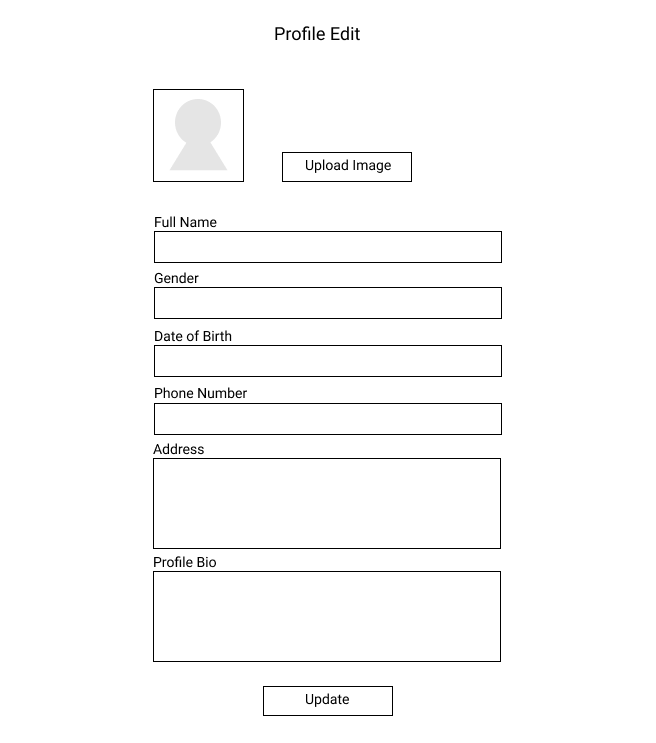 Profile Edit
Upload Image
Full Name
Gender
Date of Birth
Phone Number
Address
Profile Bio
Update